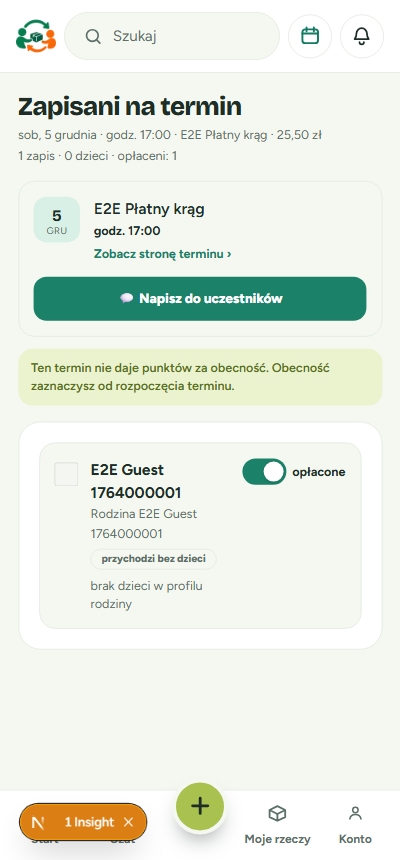 Szukaj
Zapisani na termin
sob, 5 grudnia · godz. 17:00 · E2E Płatny krąg · 25,50 zł
1 zapis · 0 dzieci · opłaceni: 1
5
GRU
E2E Płatny krąg
godz. 17:00
Zobacz stronę terminu ›
Napisz do uczestników
Ten termin nie daje punktów za obecność. Obecność
zaznaczysz od rozpoczęcia terminu.
E2E Guest
1764000001
opłacone
Rodzina E2E Guest
1764000001
przychodzi bez dzieci
brak dzieci w profilu
rodziny
N 1 Insight
Moje rzeczy
Konto